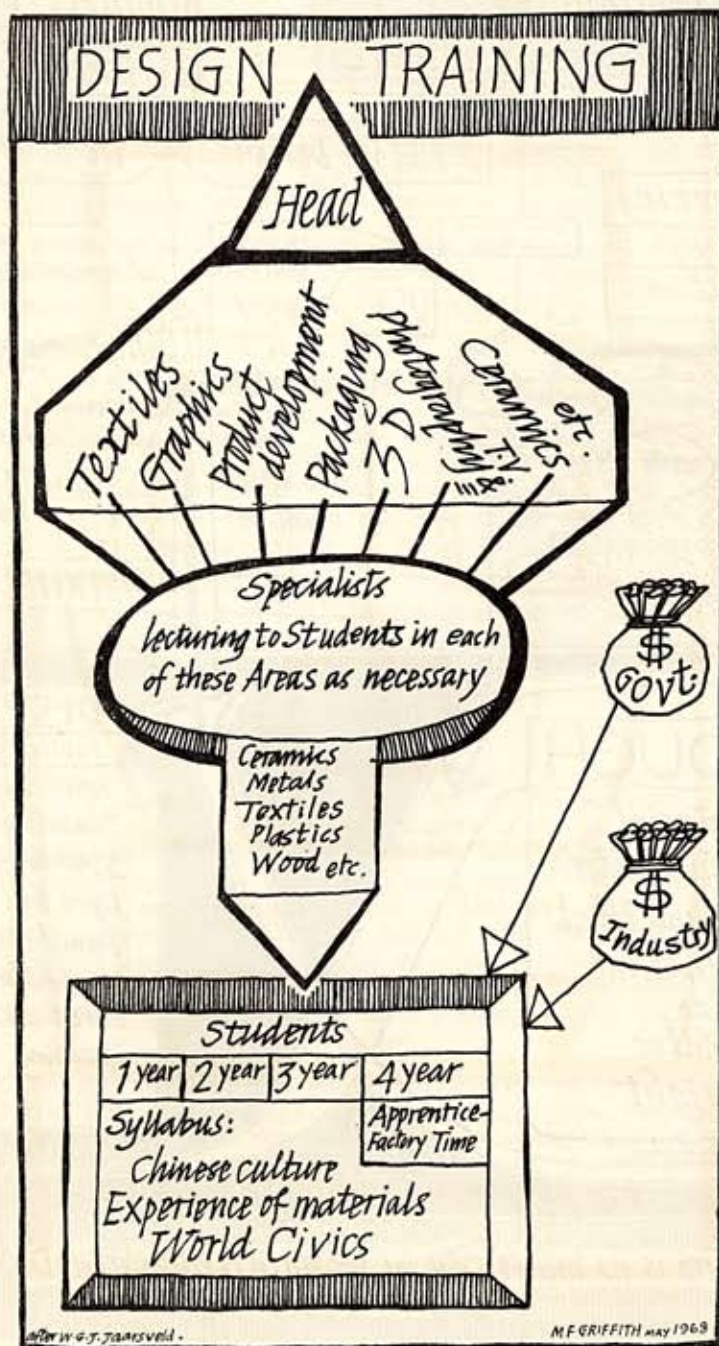 DESIGN TRAINING
Head
Textiles
Graphics
Product
development
Packaging
3D
Photography
T.V. &
Ceramics
etc.
Specialists
lecturing to Students in each
of these Areas as necessary
Ceramics
Metals
Textiles
Plastics
Wood etc.
$
Govt.
$
Industry
Students
1 year 2 year 3 year 4 year
Syllabus:
Apprentice-
Factory Time
Chinese culture
Experience of materials
World Civics
after W.G.J. Jaarsveld.
M F GRIFFITH MAY 1963